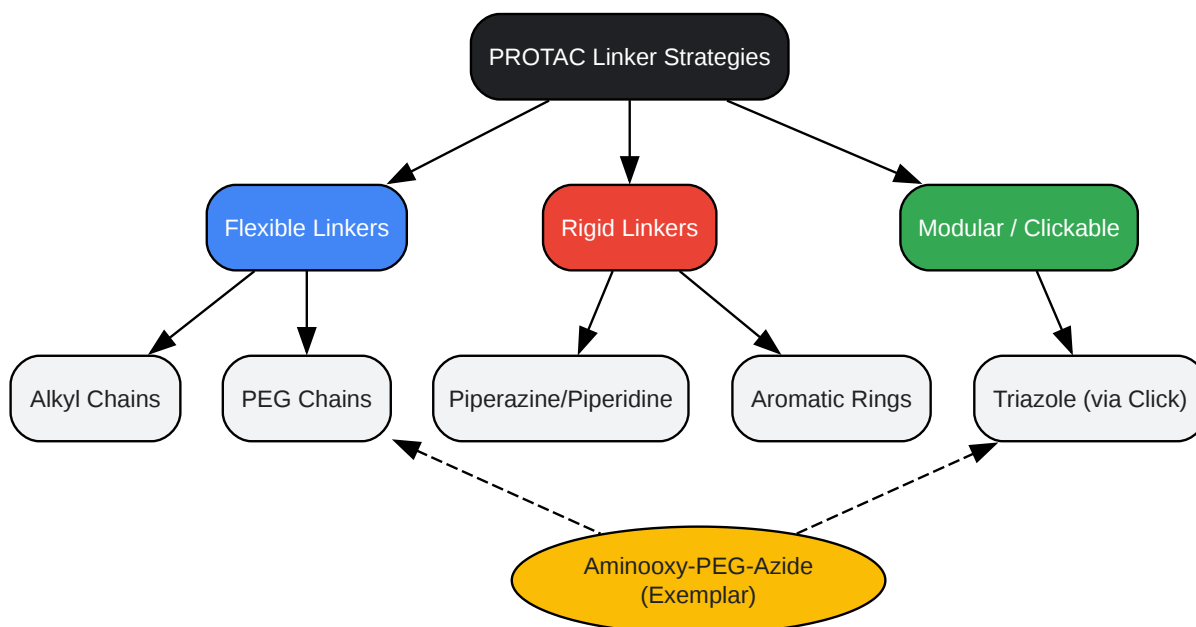 PROTAC Linker Strategies
Flexible Linkers
Rigid Linkers
Modular / Clickable
Alkyl Chains
PEG Chains
Piperazine/Piperidine
Aromatic Rings
Triazole (via Click)
Aminooxy-PEG-Azide
(Exemplar)